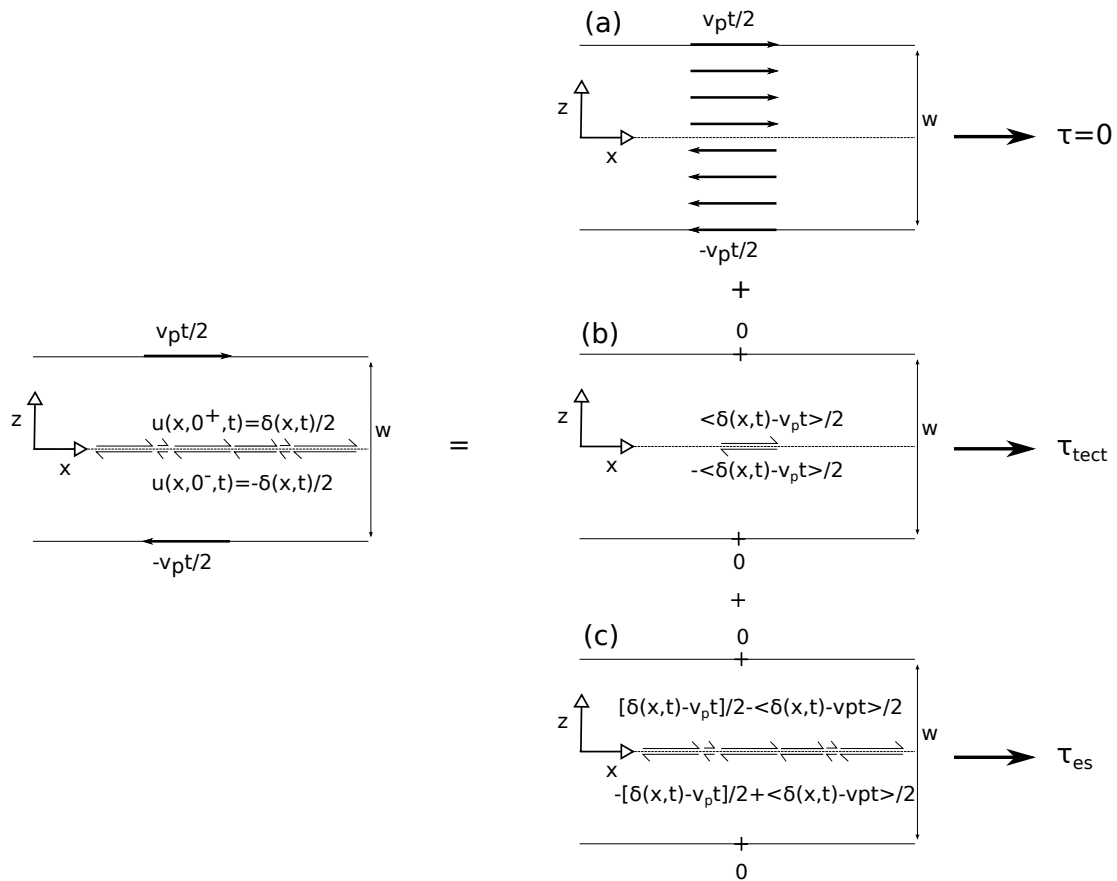 vpt/2
z
x
u(x,0⁺,t)=δ(x,t)/2
u(x,0⁻,t)=-δ(x,t)/2
w
-vpt/2
=
(a)
vpt/2
z
x
w
τ=0
-vpt/2
+
(b)
0
z
x
<δ(x,t)-vpt>/2
-<δ(x,t)-vpt>/2
w
τtect
0
+
(c)
0
z
x
[δ(x,t)-vpt]/2-<δ(x,t)-vpt>/2
-[δ(x,t)-vpt]/2+<δ(x,t)-vpt>/2
w
τes
0